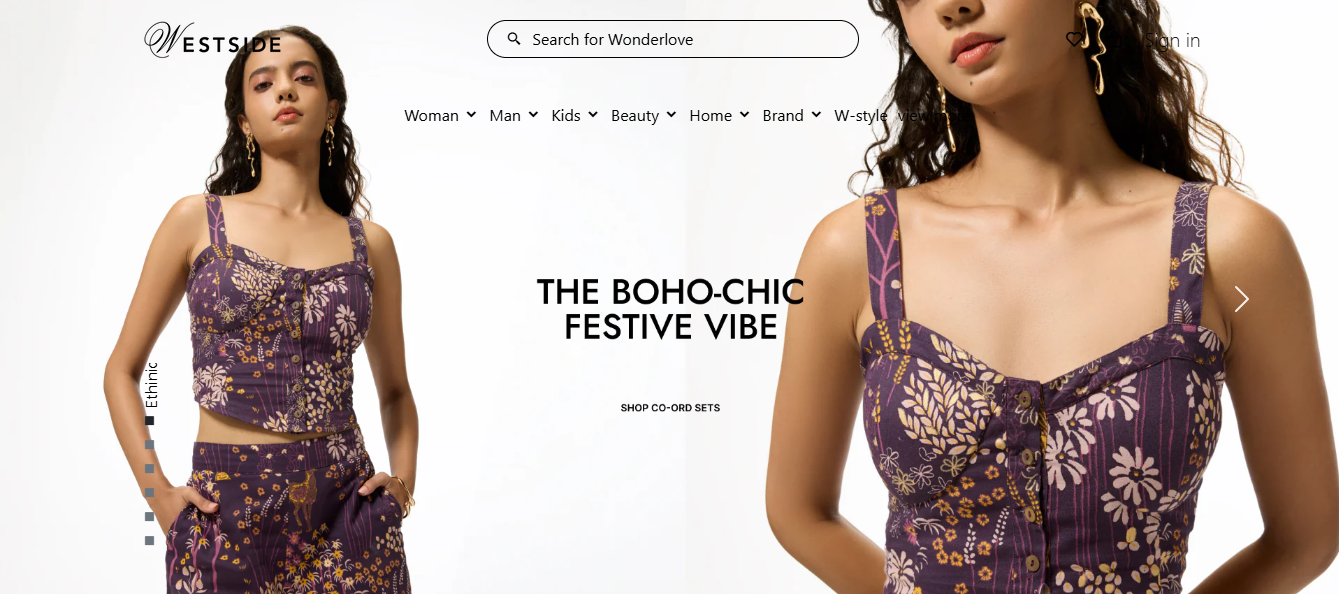 WESTSIDE
Search for Wonderlove
Sign in
Woman Man Kids Beauty Home Brand W-style
THE BOHO-CHIC
FESTIVE VIBE
SHOP CO-ORD SETS
Ethinic